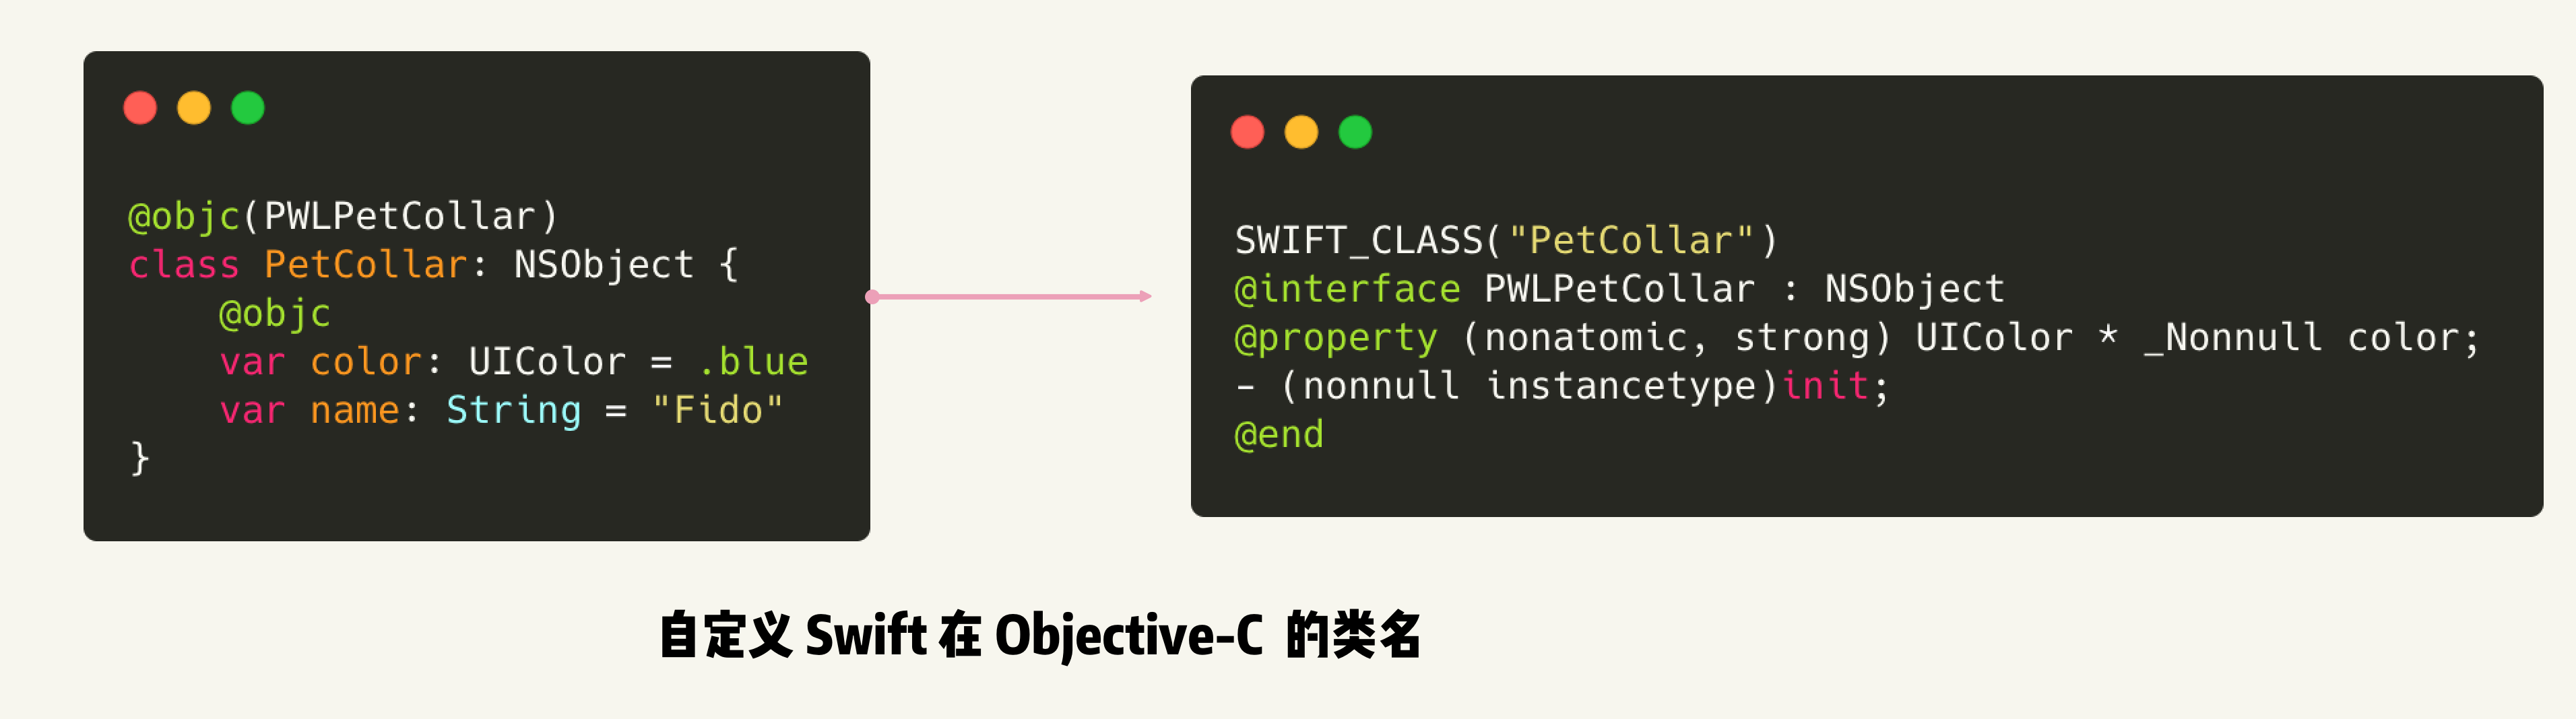 @objc(PWLPetCollar)
class PetCollar: NSObject {
    @objc
    var color: UIColor = .blue
    var name: String = "Fido"
}
SWIFT_CLASS("PetCollar")
@interface PWLPetCollar : NSObject
@property (nonatomic, strong) UIColor * _Nonnull color;
- (nonnull instancetype)init;
@end
自定义 Swift 在 Objective-C 的类名